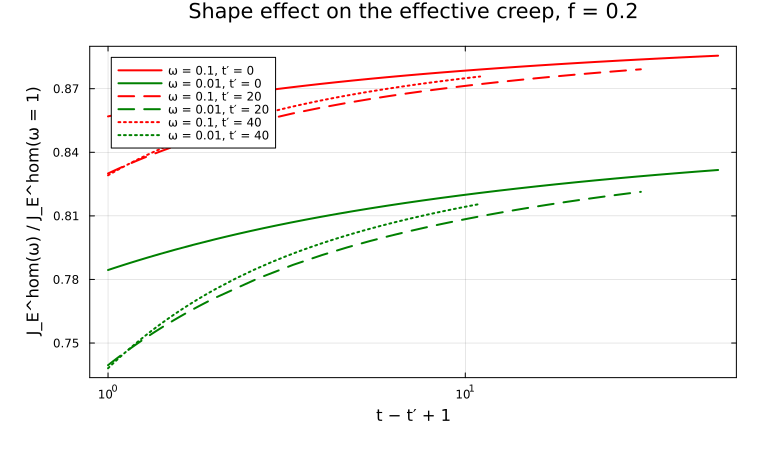 Shape effect on the effective creep, f = 0.2
J_E^hom(ω) / J_E^hom(ω = 1)
0.87
0.84
0.81
0.78
0.75
ω = 0.1, t′ = 0
ω = 0.01, t′ = 0
ω = 0.1, t′ = 20
ω = 0.01, t′ = 20
ω = 0.1, t′ = 40
ω = 0.01, t′ = 40
10⁰ 10¹
t − t′ + 1